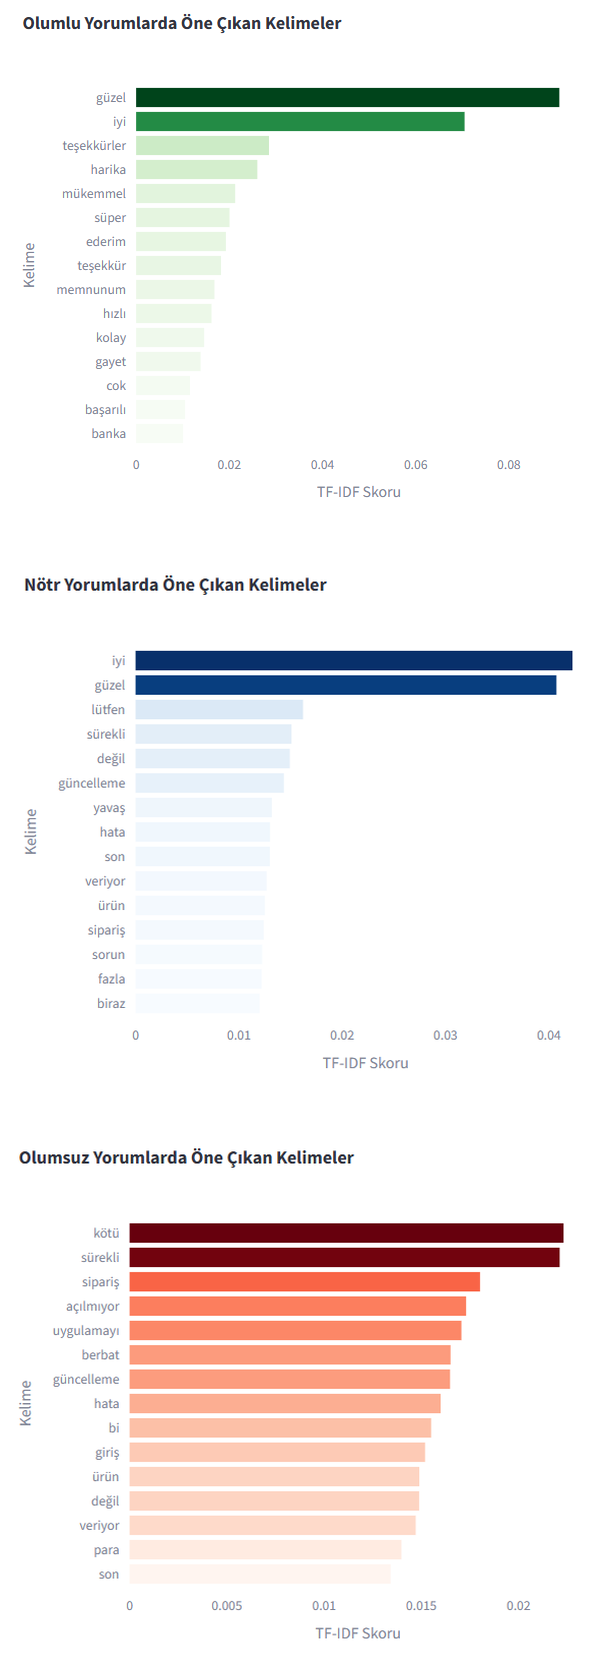 Olumlu Yorumlarda Öne Çıkan Kelimeler
güzel
iyi
teşekkürler
harika
mükemmel
süper
ederim
teşekkür
memnunum
hızlı
kolay
gayet
cok
başarılı
banka
Kelime
0 0.02 0.04 0.06 0.08
TF-IDF Skoru
Nötr Yorumlarda Öne Çıkan Kelimeler
iyi
güzel
lütfen
sürekli
değil
güncelleme
yavaş
hata
son
veriyor
ürün
sipariş
sorun
fazla
biraz
Kelime
0 0.01 0.02 0.03 0.04
TF-IDF Skoru
Olumsuz Yorumlarda Öne Çıkan Kelimeler
kötü
sürekli
sipariş
açılmıyor
uygulamayı
berbat
güncelleme
hata
bi
giriş
ürün
değil
veriyor
para
son
Kelime
0 0.005 0.01 0.015 0.02
TF-IDF Skoru